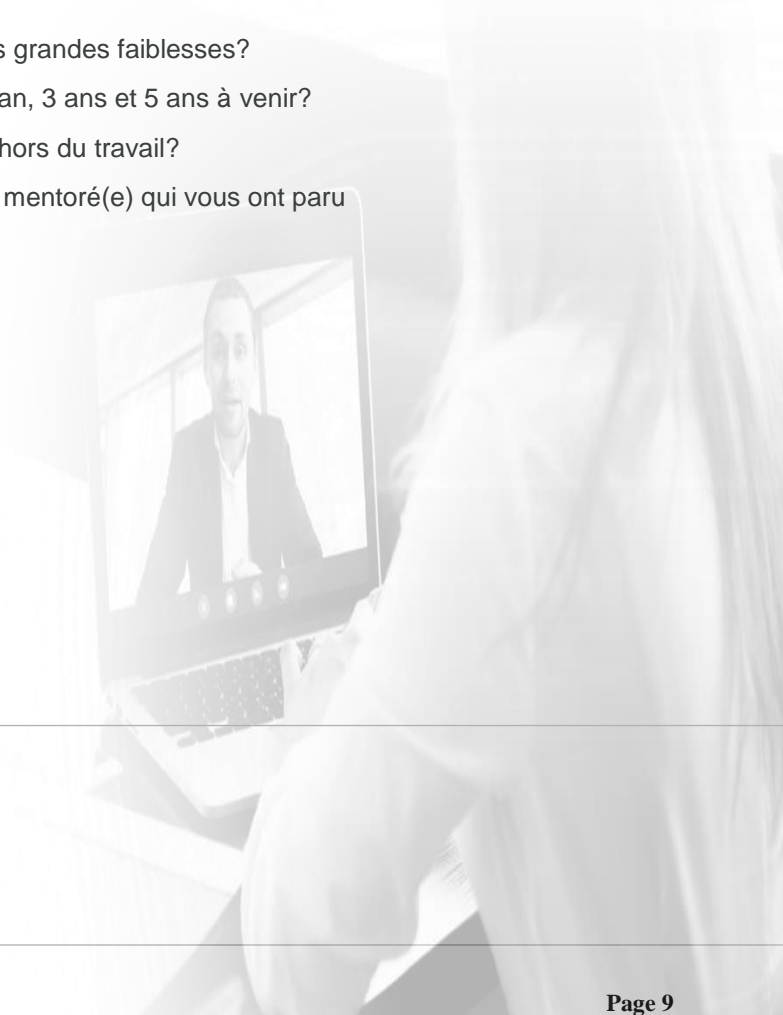 s grandes faiblesses?
an, 3 ans et 5 ans à venir?
hors du travail?
mentoré(e) qui vous ont paru
Page 9